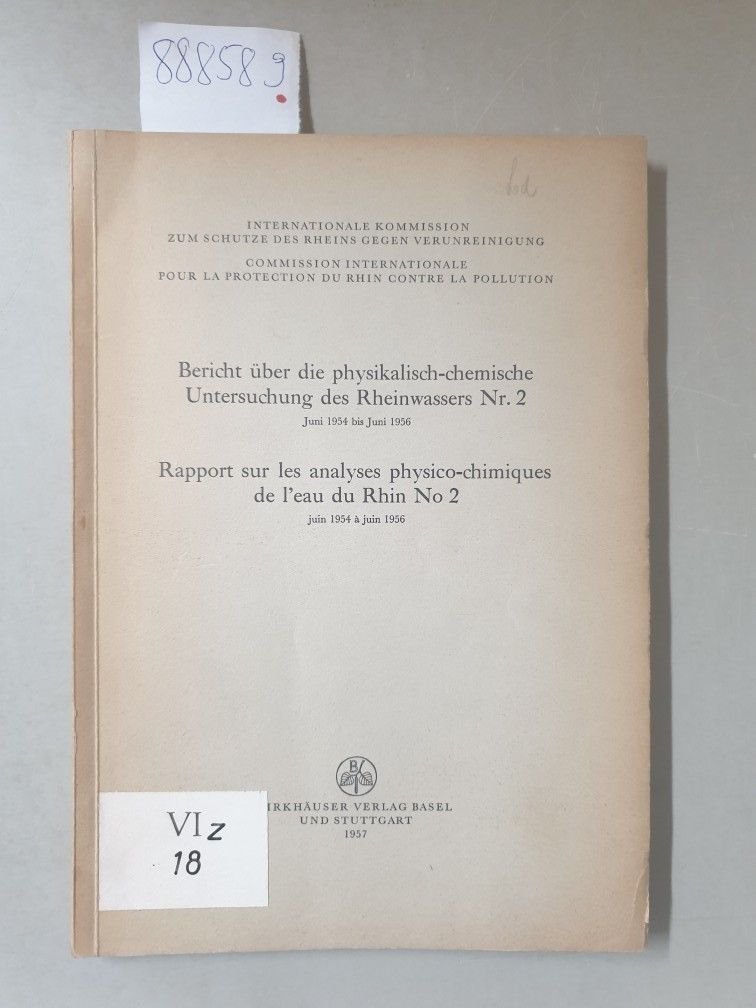 888589
INTERNATIONALE KOMMISSION
ZUM SCHUTZE DES RHEINS GEGEN VERUNREINIGUNG
COMMISSION INTERNATIONALE
POUR LA PROTECTION DU RHIN CONTRE LA POLLUTION
Bericht über die physikalisch-chemische
Untersuchung des Rheinwassers Nr. 2
Juni 1954 bis Juni 1956
Rapport sur les analyses physico-chimiques
de l'eau du Rhin No 2
juin 1954 à juin 1956
IRKHÄUSER VERLAG BASEL
UND STUTTGART
1957
VI z
18